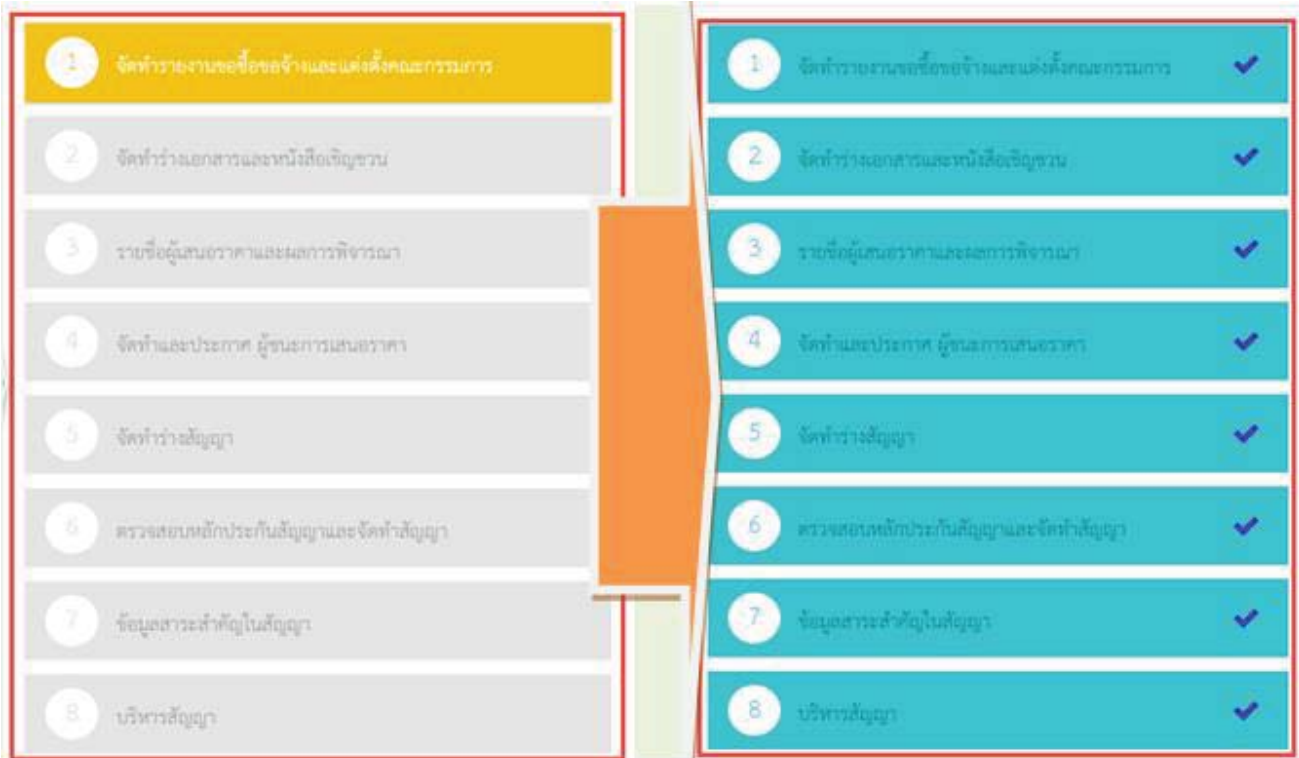 1 จัดทำรายงานขอซื้อขอจ้างและแต่งตั้งคณะกรรมการ
2 จัดทำร่างเอกสารและหนังสือเชิญชวน
3 รายชื่อผู้เสนอราคาและผลการพิจารณา
4 จัดทำและประกาศ ผู้ชนะการเสนอราคา
5 จัดทำร่างสัญญา
6 ตรวจสอบหลักประกันสัญญาและจัดทำสัญญา
7 ข้อมูลสาระสำคัญในสัญญา
8 บริหารสัญญา
1 จัดทำรายงานขอซื้อขอจ้างและแต่งตั้งคณะกรรมการ
2 จัดทำร่างเอกสารและหนังสือเชิญชวน
3 รายชื่อผู้เสนอราคาและผลการพิจารณา
4 จัดทำและประกาศ ผู้ชนะการเสนอราคา
5 จัดทำร่างสัญญา
6 ตรวจสอบหลักประกันสัญญาและจัดทำสัญญา
7 ข้อมูลสาระสำคัญในสัญญา
8 บริหารสัญญา